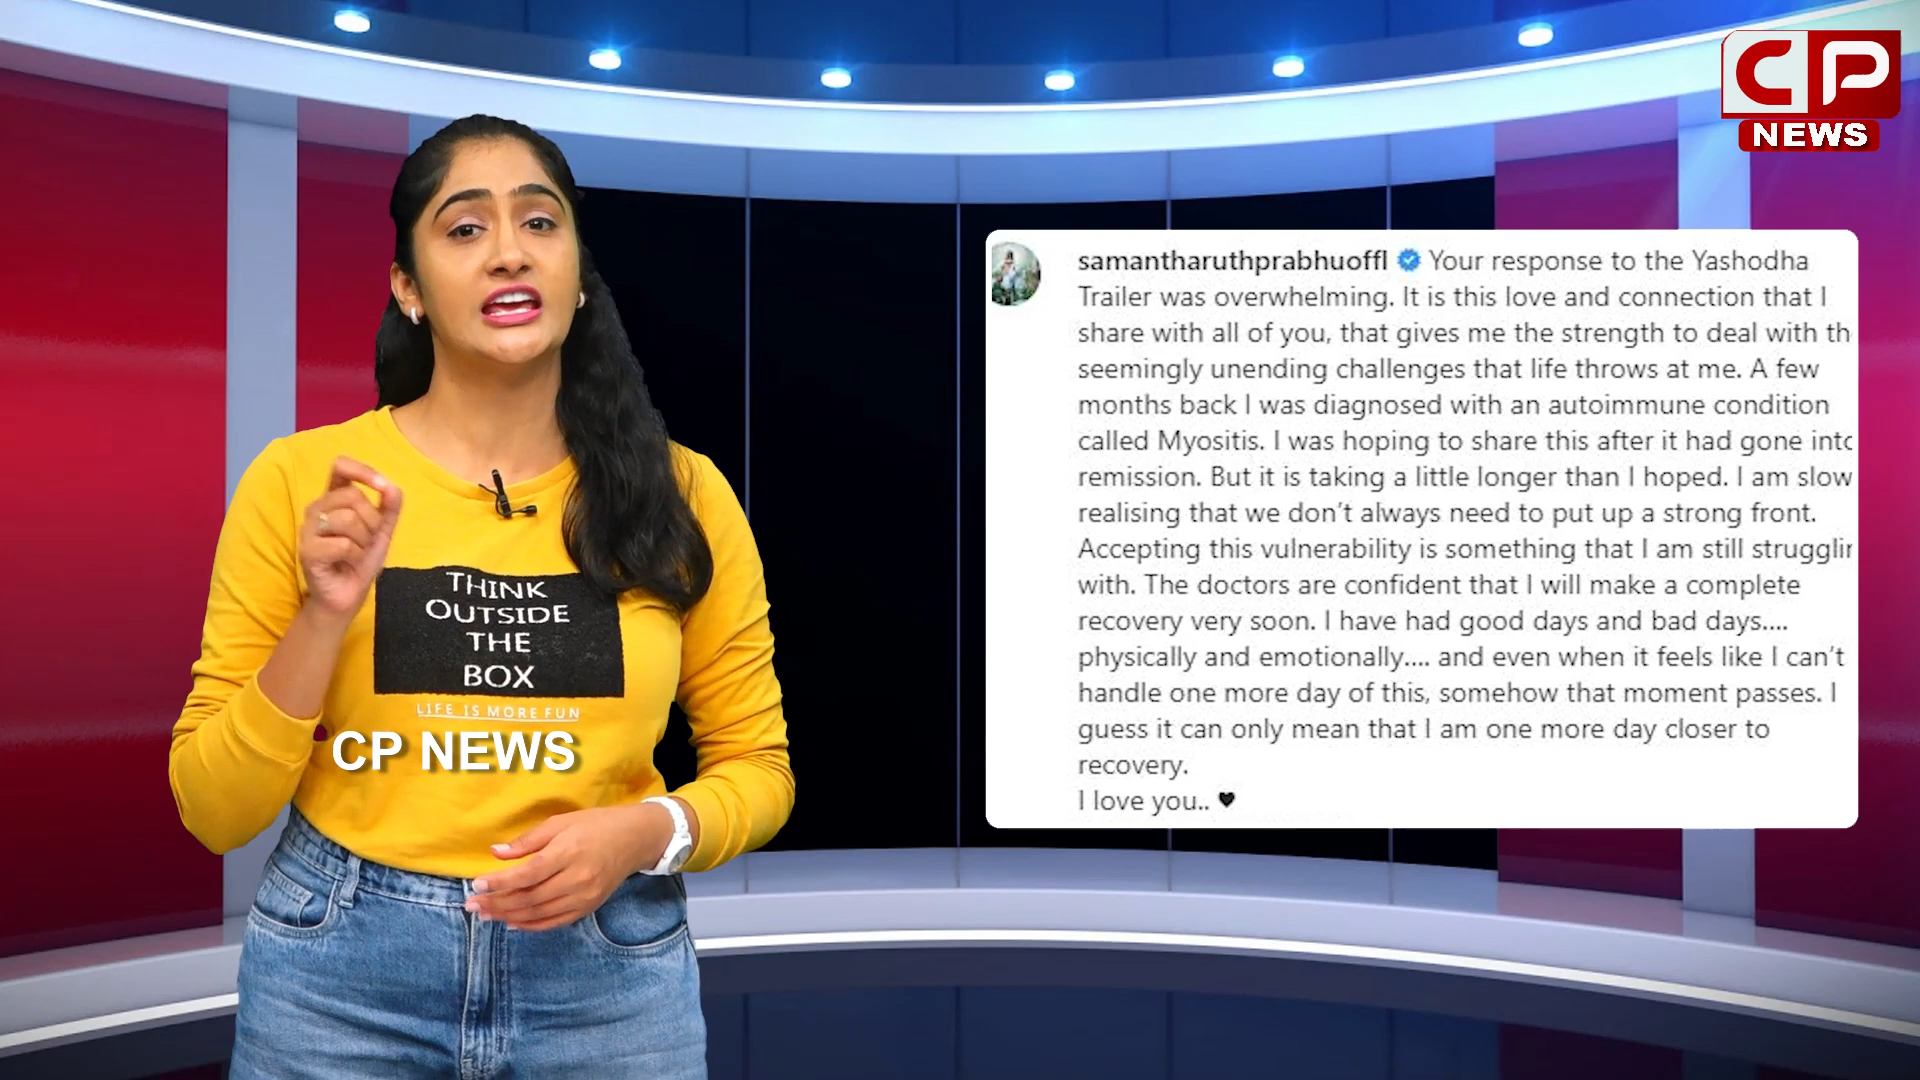 CP
NEWS
samantharuthprabhuoffl Your response to the Yashodha
Trailer was overwhelming. It is this love and connection that I
share with all of you, that gives me the strength to deal with th
seemingly unending challenges that life throws at me. A few
months back I was diagnosed with an autoimmune condition
called Myositis. I was hoping to share this after it had gone into
remission. But it is taking a little longer than I hoped. I am slow
realising that we don't always need to put up a strong front.
Accepting this vulnerability is something that I am still strugglin
with. The doctors are confident that I will make a complete
recovery very soon. I have had good days and bad days....
physically and emotionally.... and even when it feels like I can't
handle one more day of this, somehow that moment passes. I
guess it can only mean that I am one more day closer to
recovery.
I love you.. ♥
THINK
OUTSIDE
THE
BOX
LIFE IS MORE FUN
CP NEWS